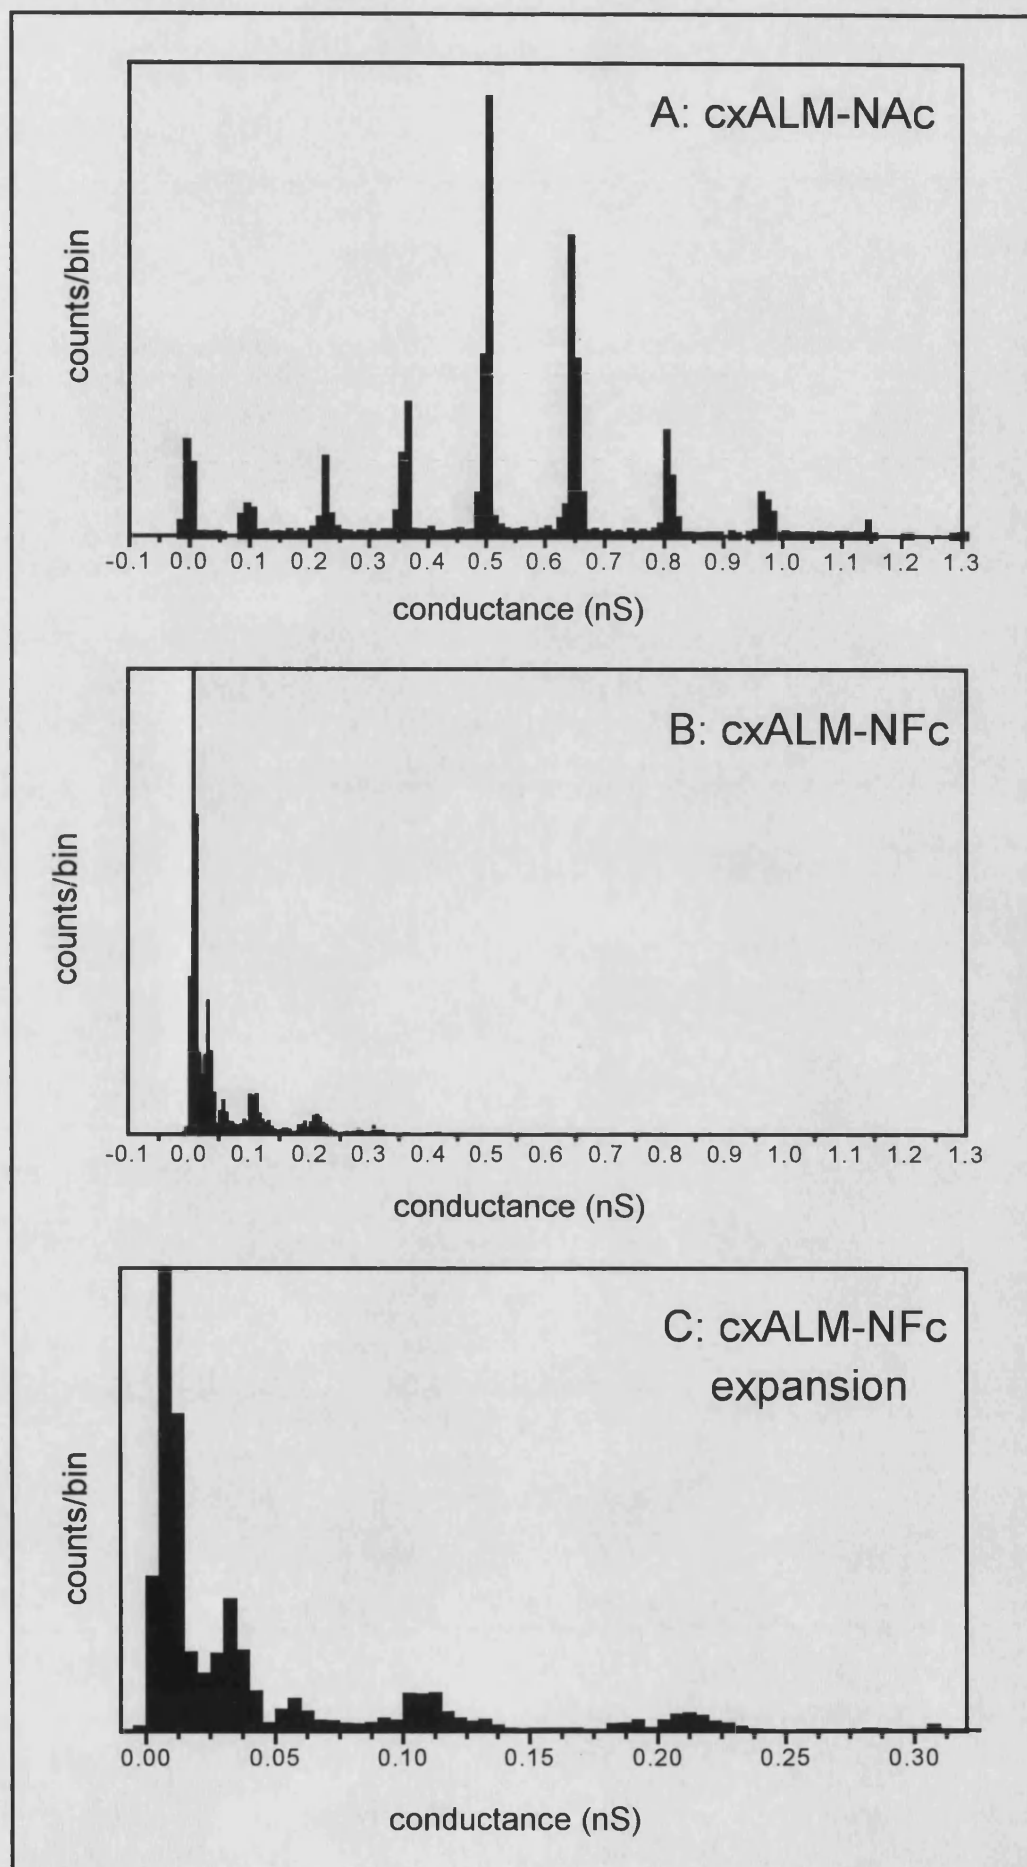 A: cxALM-NAc
counts/bin
-0.1 0.0 0.1 0.2 0.3 0.4 0.5 0.6 0.7 0.8 0.9 1.0 1.1 1.2 1.3
conductance (nS)
B: cxALM-NFc
counts/bin
-0.1 0.0 0.1 0.2 0.3 0.4 0.5 0.6 0.7 0.8 0.9 1.0 1.1 1.2 1.3
conductance (nS)
C: cxALM-NFc
expansion
counts/bin
0.00 0.05 0.10 0.15 0.20 0.25 0.30
conductance (nS)